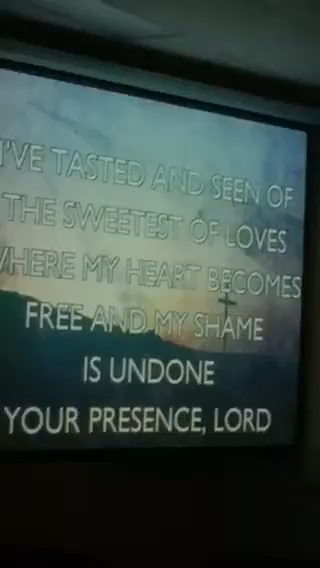 I'VE TASTED AND SEEN OF
THE SWEETEST OF LOVES
WHERE MY HEART BECOMES
FREE AND MY SHAME
IS UNDONE
YOUR PRESENCE, LORD